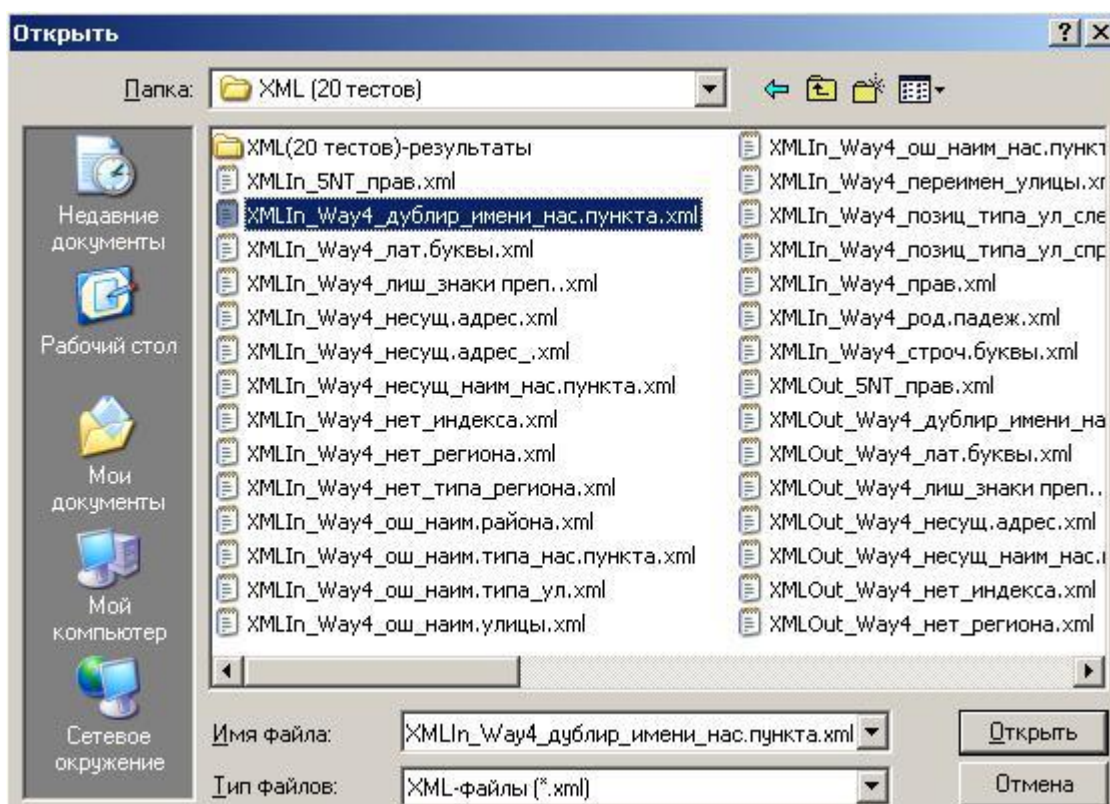 Открыть
Папка:
XML (20 тестов)
Недавние
документы
Рабочий стол
Мои
документы
Мой
компьютер
Сетевое
окружение
XML(20 тестов)-результаты
XMLIn_5NT_прав.xml
XMLIn_Way4_дублир_имени_нас.пункта.xml
XMLIn_Way4_лат.буквы.xml
XMLIn_Way4_лиш_знаки преп..xml
XMLIn_Way4_несущ.адрес.xml
XMLIn_Way4_несущ.адрес_.xml
XMLIn_Way4_несущ_наим_нас.пункта.xml
XMLIn_Way4_нет_индекса.xml
XMLIn_Way4_нет_региона.xml
XMLIn_Way4_нет_типа_региона.xml
XMLIn_Way4_ош_наим.района.xml
XMLIn_Way4_ош_наим.типа_нас.пункта.xml
XMLIn_Way4_ош_наим.типа_ул.xml
XMLIn_Way4_ош_наим.улицы.xml
XMLIn_Way4_ош_наим_нас.пункт
XMLIn_Way4_переимен_улицы.xr
XMLIn_Way4_позиц_типа_ул_сле
XMLIn_Way4_позиц_типа_ул_спр
XMLIn_Way4_прав.xml
XMLIn_Way4_род.падеж.xml
XMLIn_Way4_строч.буквы.xml
XMLOut_5NT_прав.xml
XMLOut_Way4_дублир_имени_на
XMLOut_Way4_лат.буквы.xml
XMLOut_Way4_лиш_знаки преп..
XMLOut_Way4_несущ.адрес.xml
XMLOut_Way4_несущ_наим_нас.
XMLOut_Way4_нет_индекса.xml
XMLOut_Way4_нет_региона.xml
Имя файла:
XMLIn_Way4_дублир_имени_нас.пункта.xml
Открыть
Тип файлов:
XML-файлы (*.xml)
Отмена